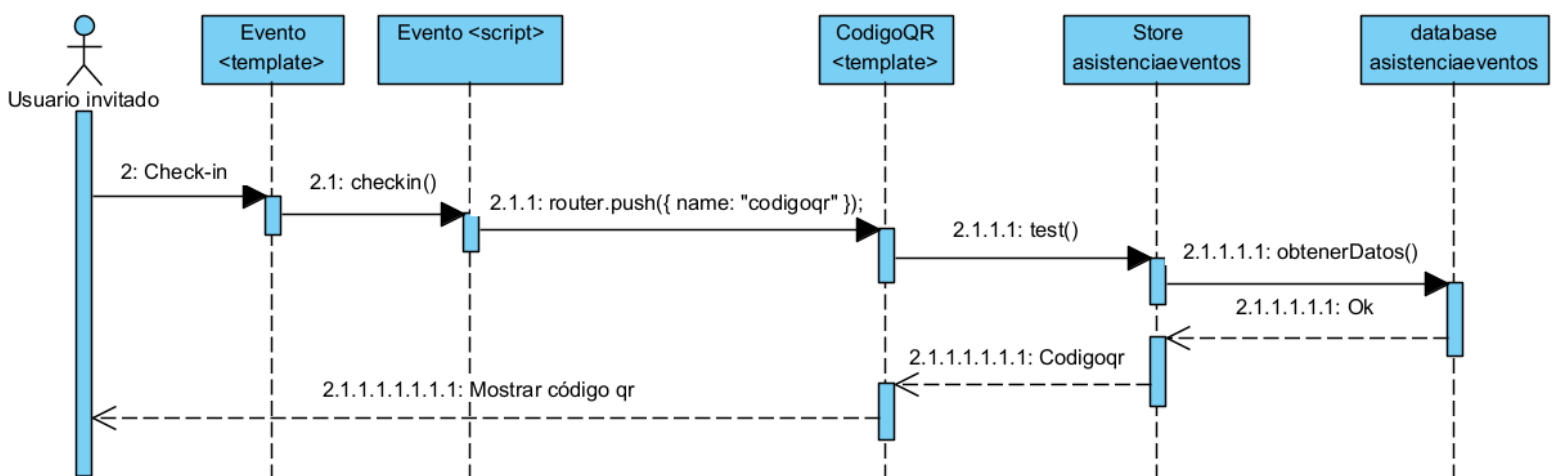 Usuario invitado
Evento
<template>
Evento <script>
CodigoQR
<template>
Store
asistenciaeventos
database
asistenciaeventos
2: Check-in
2.1: checkin()
2.1.1: router.push({ name: "codigoqr" });
2.1.1.1: test()
2.1.1.1.1: obtenerDatos()
2.1.1.1.1.1: Ok
2.1.1.1.1.1.1: Codigoqr
2.1.1.1.1.1.1.1: Mostrar código qr